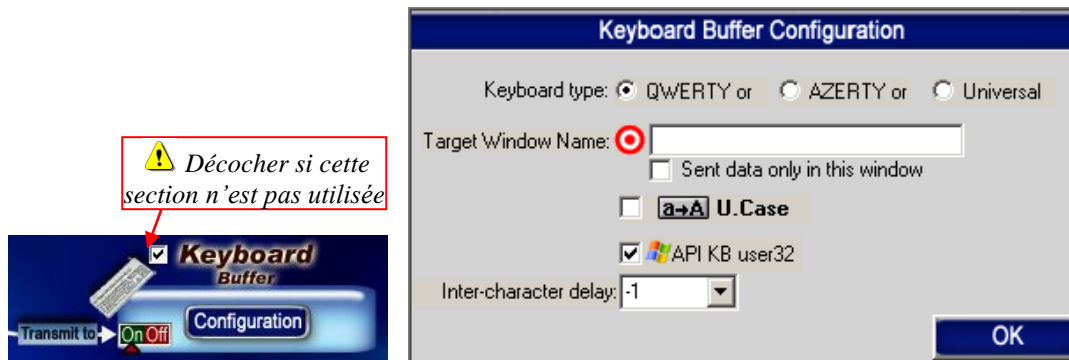 Décocher si cette
section n'est pas utilisée
Keyboard
Buffer
Configuration
Transmit to
On Off
Keyboard Buffer Configuration
Keyboard type: QWERTY or AZERTY or Universal
Target Window Name:
Sent data only in this window
a→A U.Case
API KB user32
Inter-character delay: -1
OK